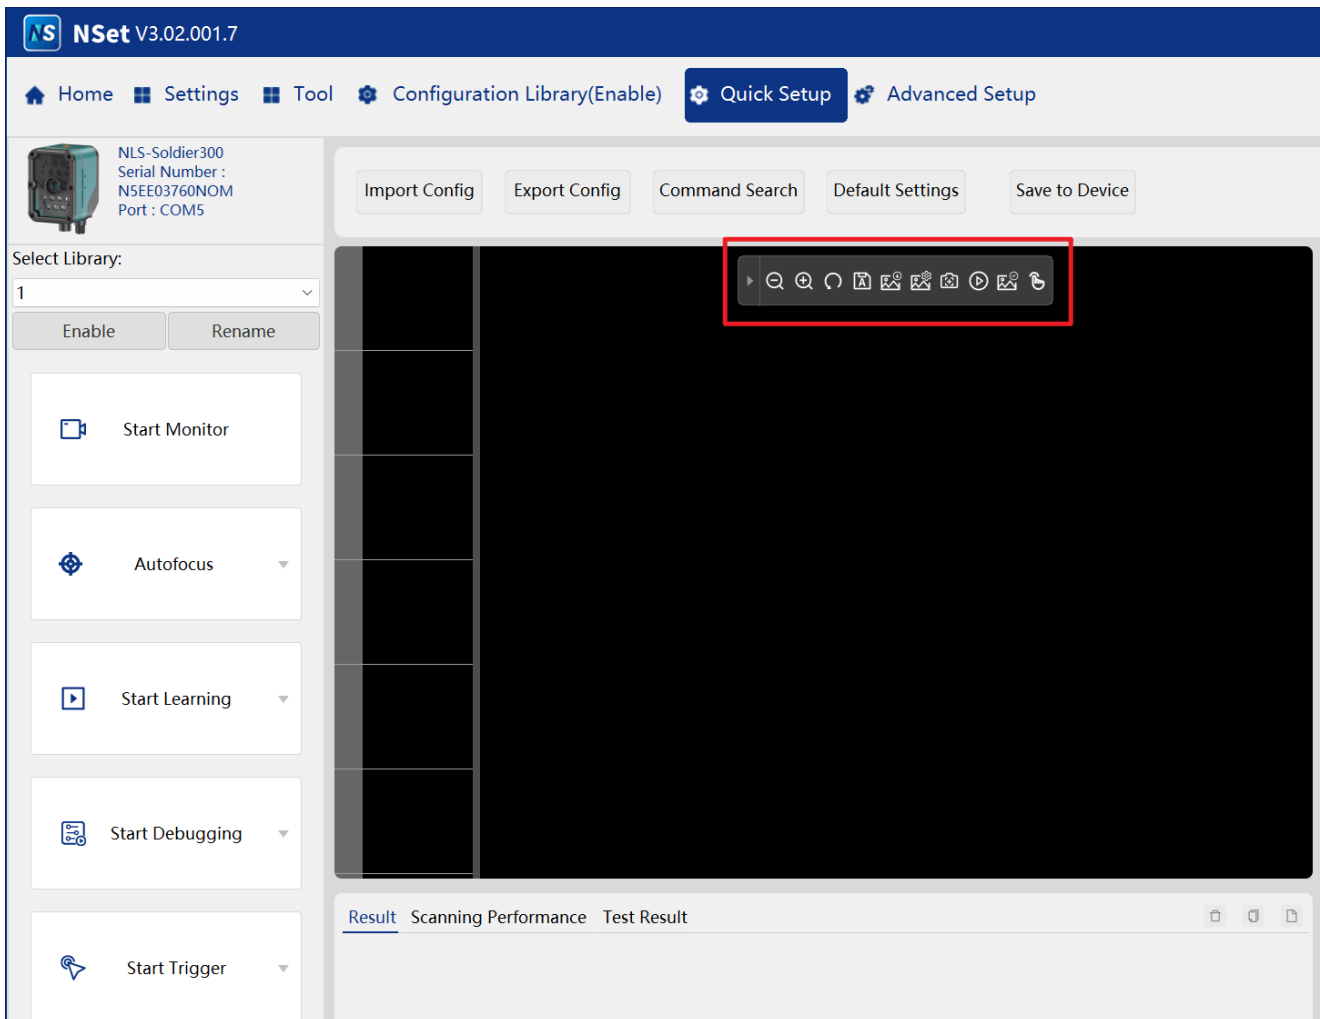 NS NSet V3.02.001.7
Home Settings Tool Configuration Library(Enable) Quick Setup Advanced Setup
NLS-Soldier300
Serial Number :
N5EE03760NOM
Port : COM5
Import Config Export Config Command Search Default Settings Save to Device
Select Library:
1
Enable Rename
Start Monitor
Autofocus
Start Learning
Start Debugging
Start Trigger
Result Scanning Performance Test Result